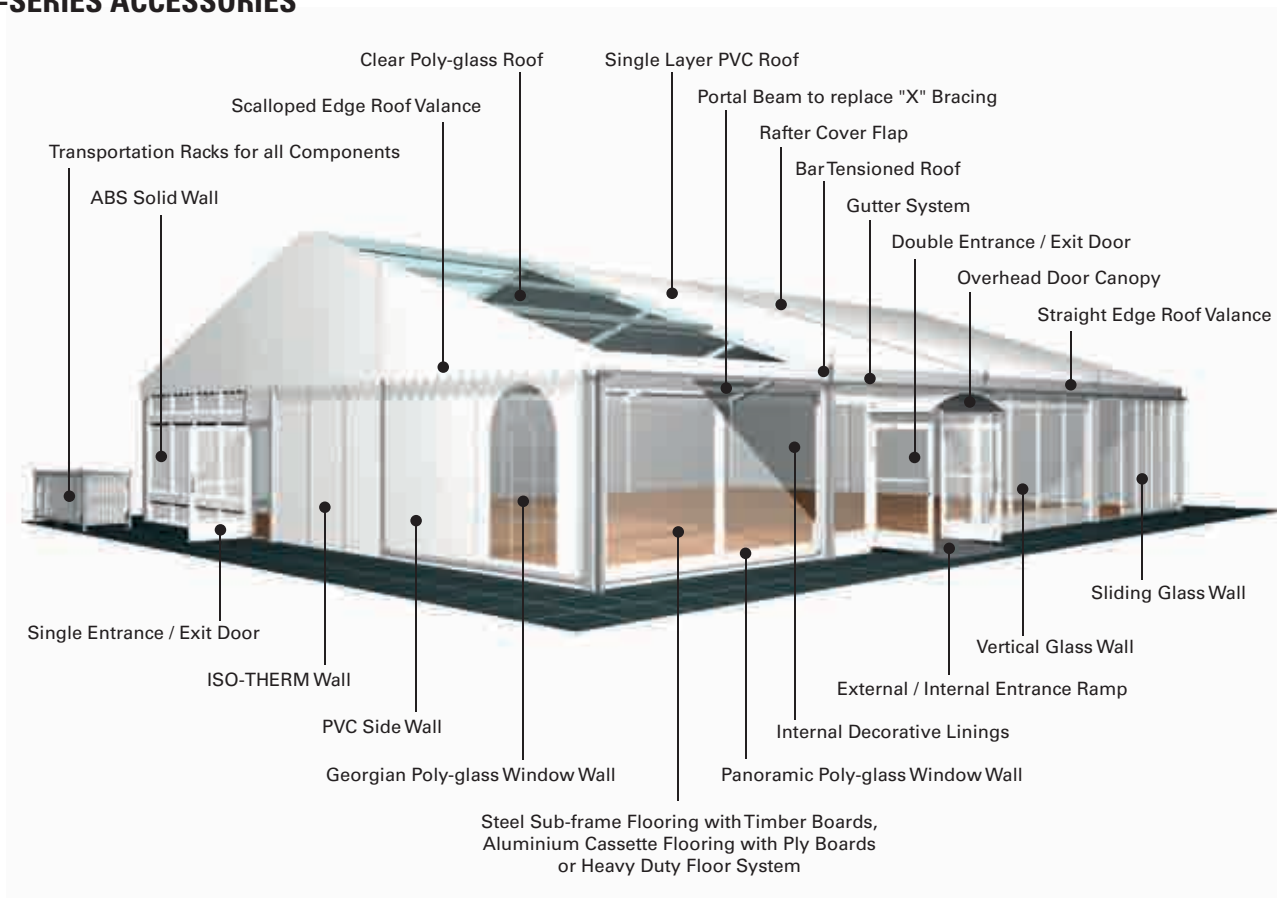 -SERIES ACCESSORIES
Clear Poly-glass Roof
Single Layer PVC Roof
Scalloped Edge Roof Valance
Portal Beam to replace "X" Bracing
Transportation Racks for all Components
Rafter Cover Flap
ABS Solid Wall
Bar Tensioned Roof
Gutter System
Double Entrance / Exit Door
Overhead Door Canopy
Straight Edge Roof Valance
Sliding Glass Wall
Single Entrance / Exit Door
Vertical Glass Wall
ISO-THERM Wall
External / Internal Entrance Ramp
PVC Side Wall
Internal Decorative Linings
Georgian Poly-glass Window Wall
Panoramic Poly-glass Window Wall
Steel Sub-frame Flooring with Timber Boards,
Aluminium Cassette Flooring with Ply Boards
or Heavy Duty Floor System